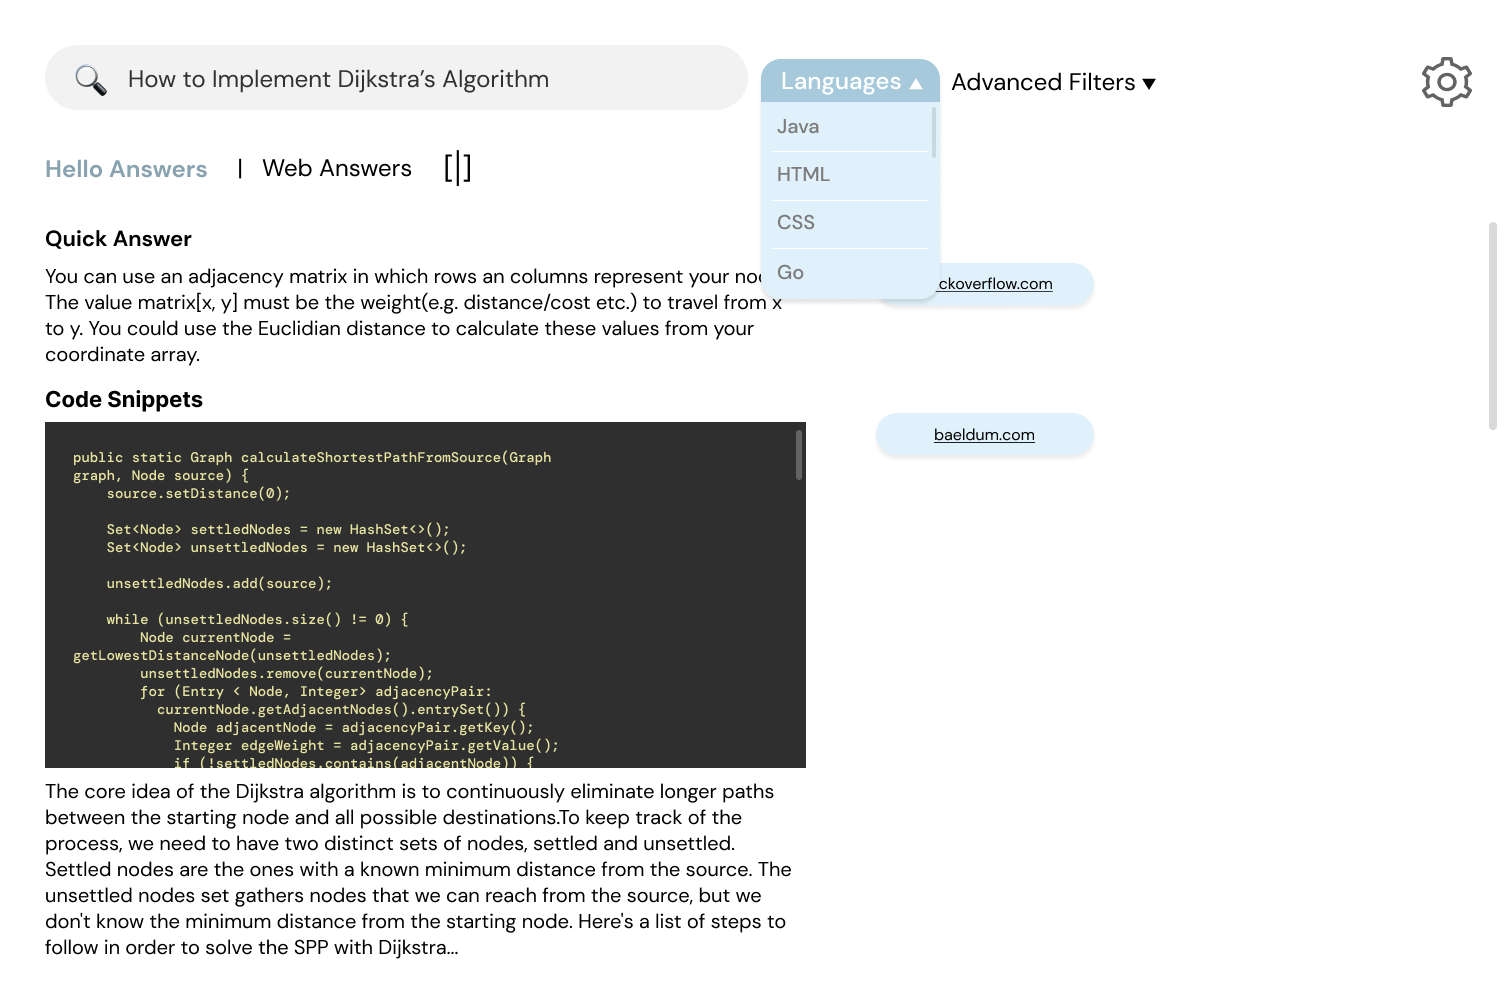 How to Implement Dijkstra’s Algorithm
Languages ▲
Advanced Filters ▼
Java
HTML
CSS
Go
Hello Answers | Web Answers [|]
Quick Answer
You can use an adjacency matrix in which rows an columns represent your
The value matrix[x, y] must be the weight(e.g. distance/cost etc.) to travel from x
to y. You could use the Euclidian distance to calculate these values from your
coordinate array.
ckoverflow.com
Code Snippets
baeldum.com
public static Graph calculateShortestPathFromSource(Graph
graph, Node source) {
source.setDistance(0);
Set<Node> settledNodes = new HashSet<>();
Set<Node> unsettledNodes = new HashSet<>();
unsettledNodes.add(source);
while (unsettledNodes.size() != 0) {
Node currentNode =
getLowestDistanceNode(unsettledNodes);
unsettledNodes.remove(currentNode);
for (Entry < Node, Integer> adjacencyPair:
currentNode.getAdjacentNodes().entrySet()) {
Node adjacentNode = adjacencyPair.getKey();
Integer edgeWeight = adjacencyPair.getValue();
if (!settledNodes.contains(adjacentNode)) {
The core idea of the Dijkstra algorithm is to continuously eliminate longer paths
between the starting node and all possible destinations.To keep track of the
process, we need to have two distinct sets of nodes, settled and unsettled.
Settled nodes are the ones with a known minimum distance from the source. The
unsettled nodes set gathers nodes that we can reach from the source, but we
don't know the minimum distance from the starting node. Here's a list of steps to
follow in order to solve the SPP with Dijkstra...